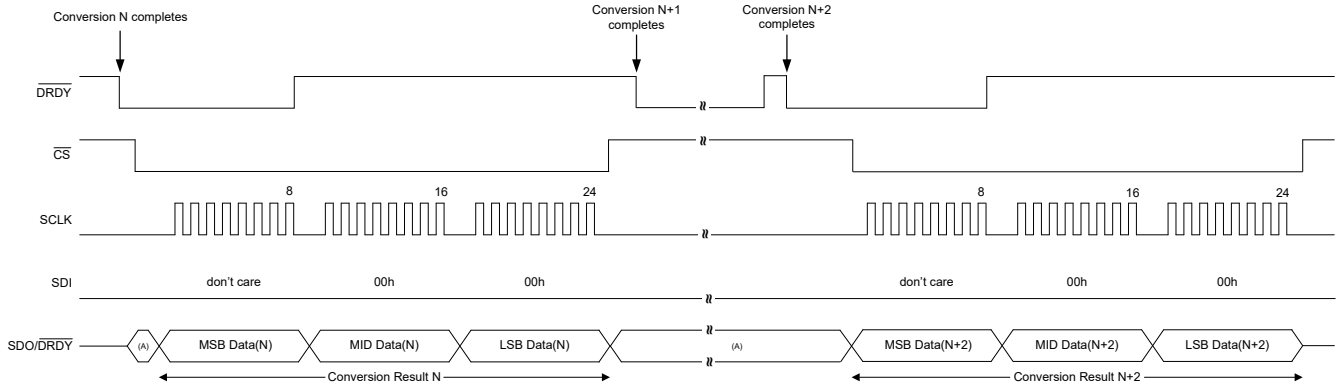 Conversion N completes
Conversion N+1
completes
Conversion N+2
completes
DRDY
CS
8
16
24
8
16
24
SCLK
SDI
don't care
00h
00h
don't care
00h
00h
SDO/DRDY
(A)
MSB Data(N)
MID Data(N)
LSB Data(N)
(A)
MSB Data(N+2)
MID Data(N+2)
LSB Data(N+2)
Conversion Result N
Conversion Result N+2